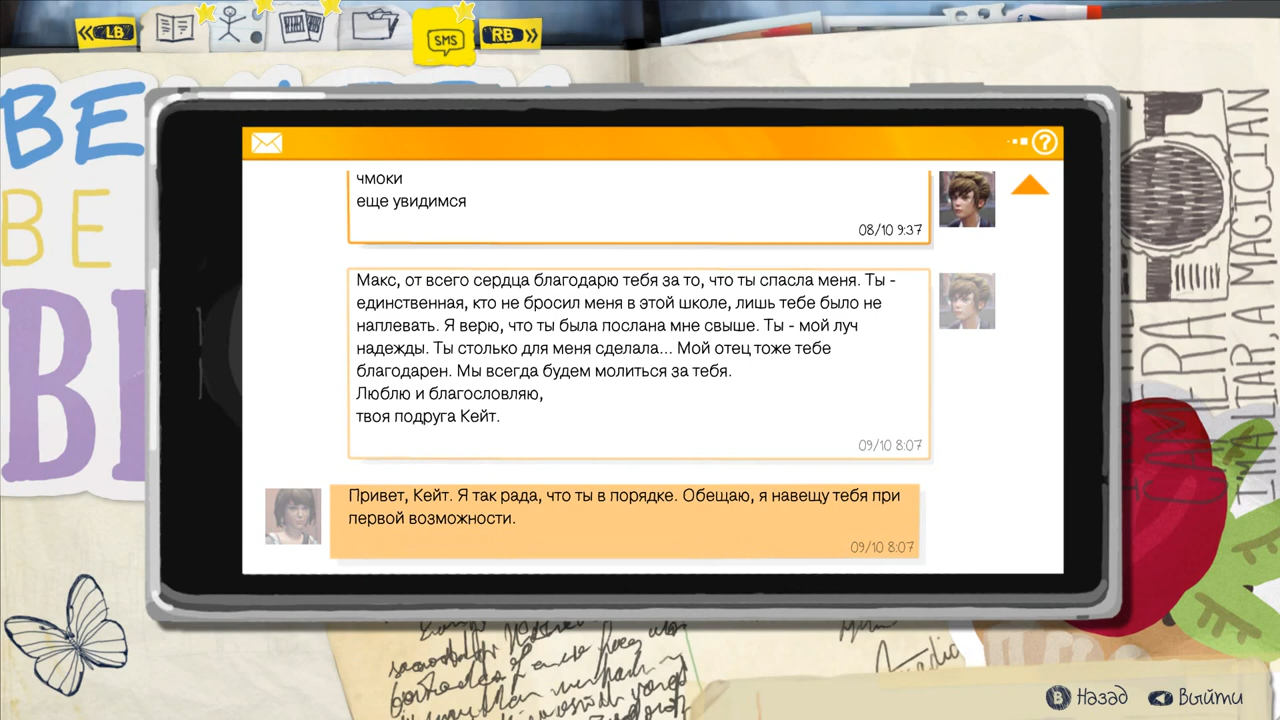 LB
SMS
RB
BE
BE
чмоки
еще увидимся
08/10 9:37
Макс, от всего сердца благодарю тебя за то, что ты спасла меня. Ты -
единственная, кто не бросил меня в этой школе, лишь тебе было не
наплевать. Я верю, что ты была послана мне свыше. Ты - мой луч
надежды. Ты столько для меня сделала... Мой отец тоже тебе
благодарен. Мы всегда будем молиться за тебя.
Люблю и благословляю,
твоя подруга Кейт.
09/10 8:07
Привет, Кейт. Я так рада, что ты в порядке. Обещаю, я навещу тебя при
первой возможности.
09/10 8:07
CAMERA
LIAR, A MAGICIAN
B Назад
Выйти